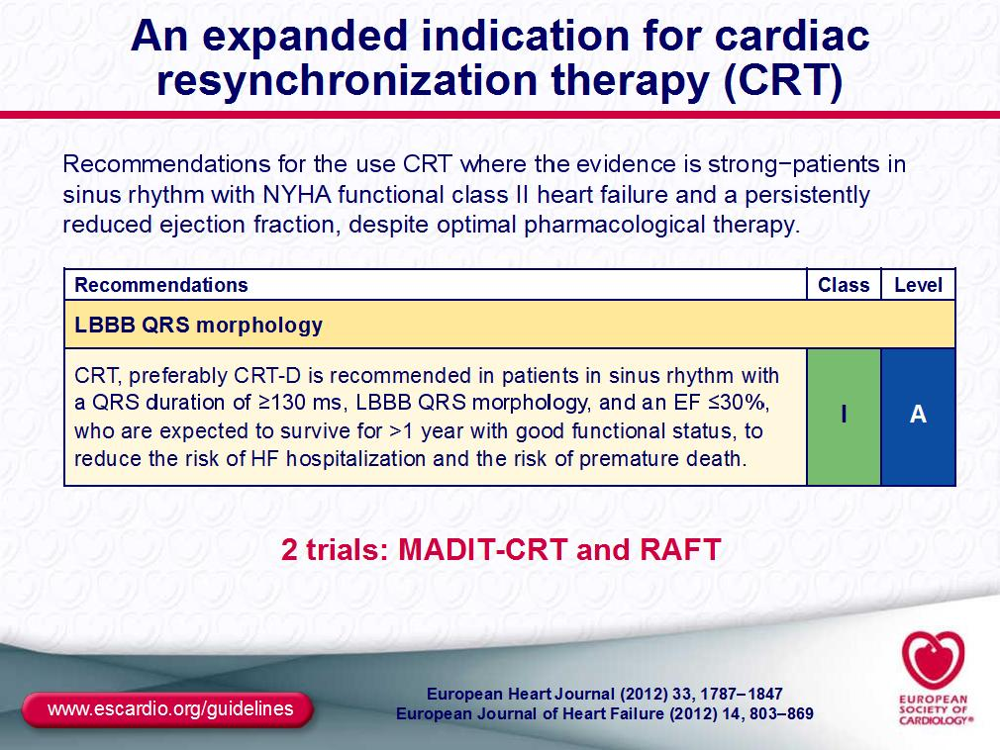 An expanded indication for cardiac
resynchronization therapy (CRT)
Recommendations for the use CRT where the evidence is strong–patients in
sinus rhythm with NYHA functional class II heart failure and a persistently
reduced ejection fraction, despite optimal pharmacological therapy.
Recommendations Class Level
LBBB QRS morphology
CRT, preferably CRT-D is recommended in patients in sinus rhythm with
a QRS duration of ≥130 ms, LBBB QRS morphology, and an EF ≤30%,
who are expected to survive for >1 year with good functional status, to
reduce the risk of HF hospitalization and the risk of premature death.
I A
2 trials: MADIT-CRT and RAFT
www.escardio.org/guidelines
European Heart Journal (2012) 33, 1787–1847
European Journal of Heart Failure (2012) 14, 803–869
EUROPEAN
SOCIETY OF
CARDIOLOGY®